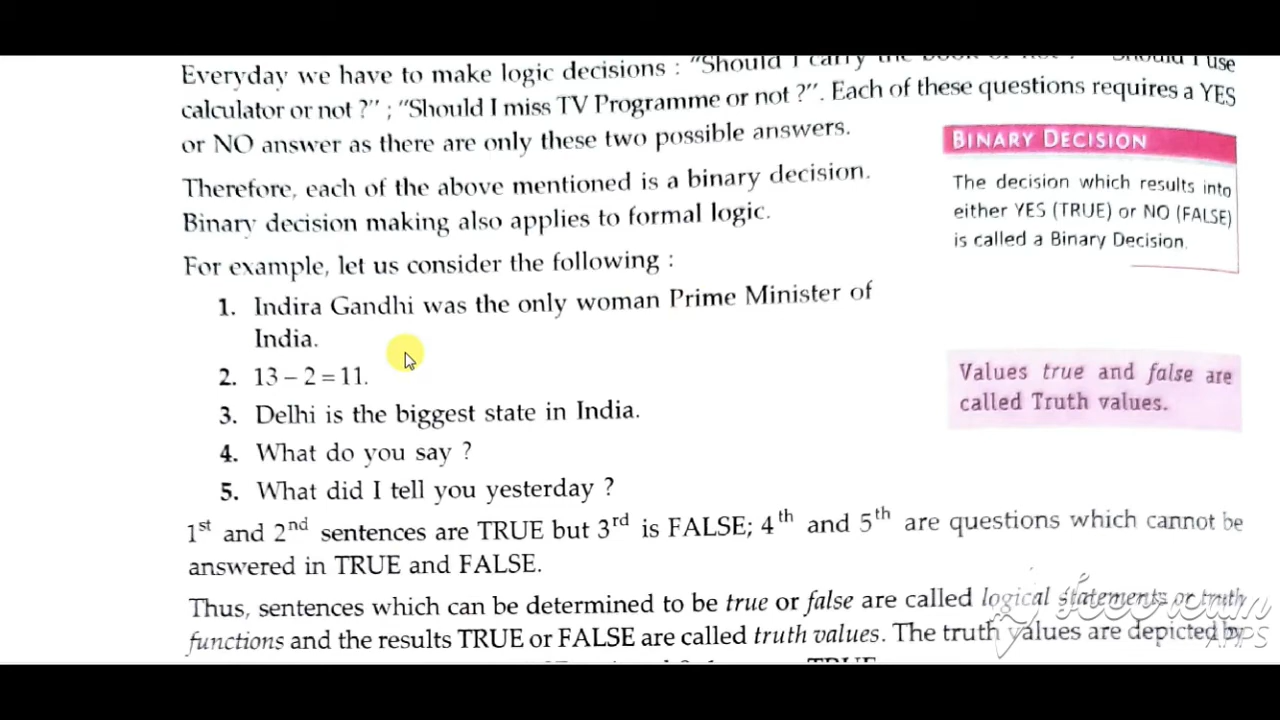 Everyday we have to make logic decisions : "Should I carry the book or not ?" "Should I use
calculator or not ?" ; "Should I miss TV Programme or not ?". Each of these questions requires a YES
or NO answer as there are only these two possible answers.
Therefore, each of the above mentioned is a binary decision.
Binary decision making also applies to formal logic.
BINARY DECISION
The decision which results into
either YES (TRUE) or NO (FALSE)
is called a Binary Decision.
For example, let us consider the following :
1. Indira Gandhi was the only woman Prime Minister of
India.
2. 13 – 2 = 11.
3. Delhi is the biggest state in India.
4. What do you say ?
5. What did I tell you yesterday ?
Values true and false are
called Truth values.
1st and 2nd sentences are TRUE but 3rd is FALSE; 4th and 5th are questions which cannot be
answered in TRUE and FALSE.
Thus, sentences which can be determined to be true or false are called logical statements or truth
functions and the results TRUE or FALSE are called truth values. The truth values are depicted by
TRUE
APPS